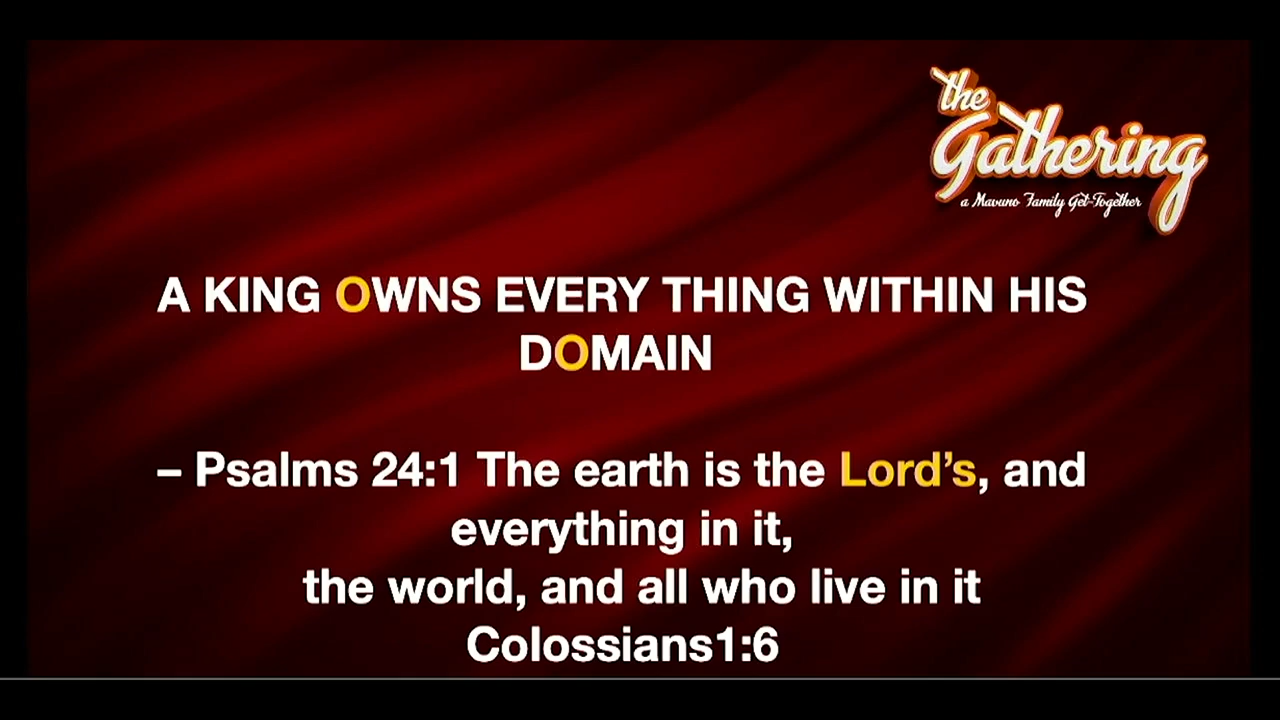 the
Gathering
a Mavuno Family Get-Together
A KING OWNS EVERY THING WITHIN HIS
DOMAIN
– Psalms 24:1 The earth is the Lord’s, and
everything in it,
the world, and all who live in it
Colossians1:6